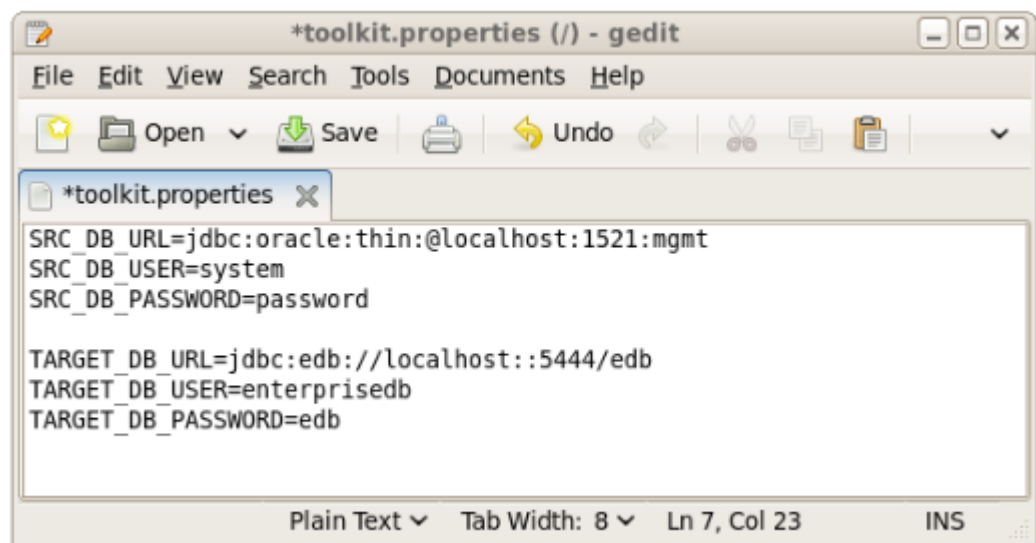 *toolkit.properties (/) - gedit
File Edit View Search Tools Documents Help
Open Save Undo
*toolkit.properties
SRC_DB_URL=jdbc:oracle:thin:@localhost:1521:mgmt
SRC_DB_USER=system
SRC_DB_PASSWORD=password
TARGET_DB_URL=jdbc:edb://localhost::5444/edb
TARGET_DB_USER=enterprisedb
TARGET_DB_PASSWORD=edb
Plain Text Tab Width: 8 Ln 7, Col 23 INS